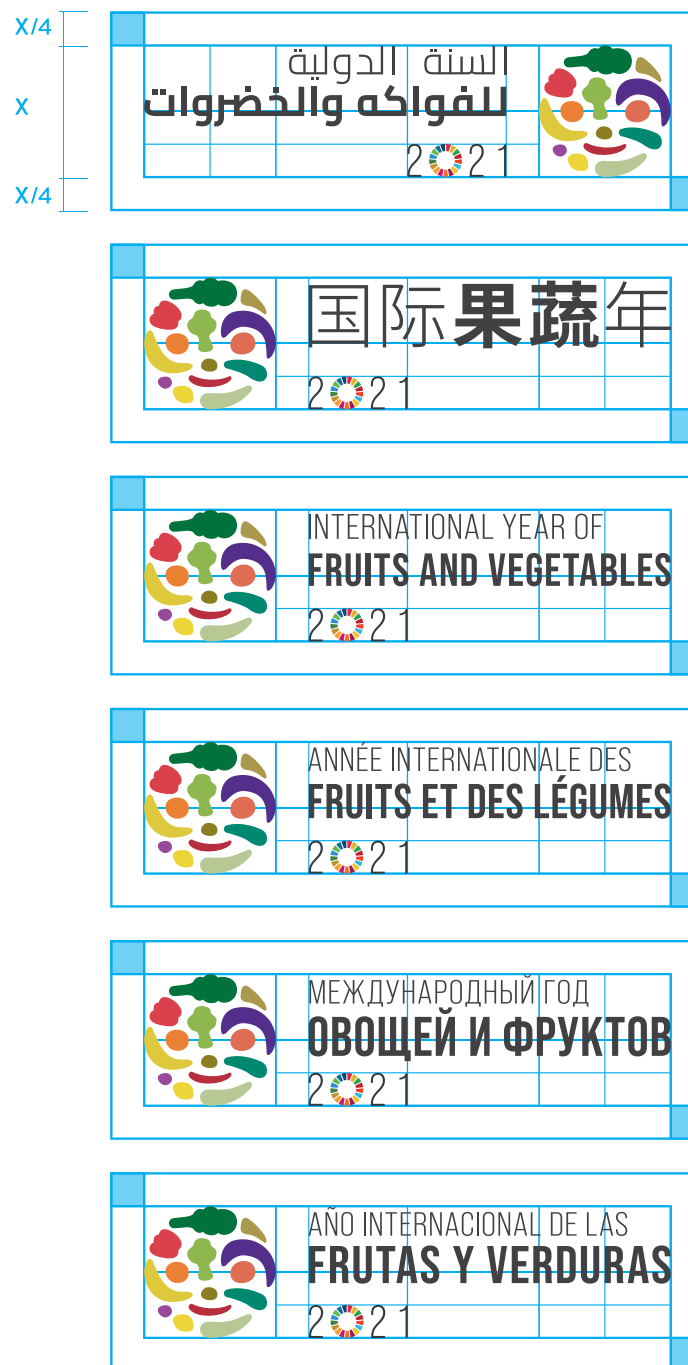 X/4
X
X/4
السنة الدولية
للفواكه والخضروات
2021
国际果蔬年
2021
INTERNATIONAL YEAR OF
FRUITS AND VEGETABLES
2021
ANNÉE INTERNATIONALE DES
FRUITS ET DES LÉGUMES
2021
МЕЖДУНАРОДНЫЙ ГОД
ОВОЩЕЙ И ФРУКТОВ
2021
AÑO INTERNACIONAL DE LAS
FRUTAS Y VERDURAS
2021